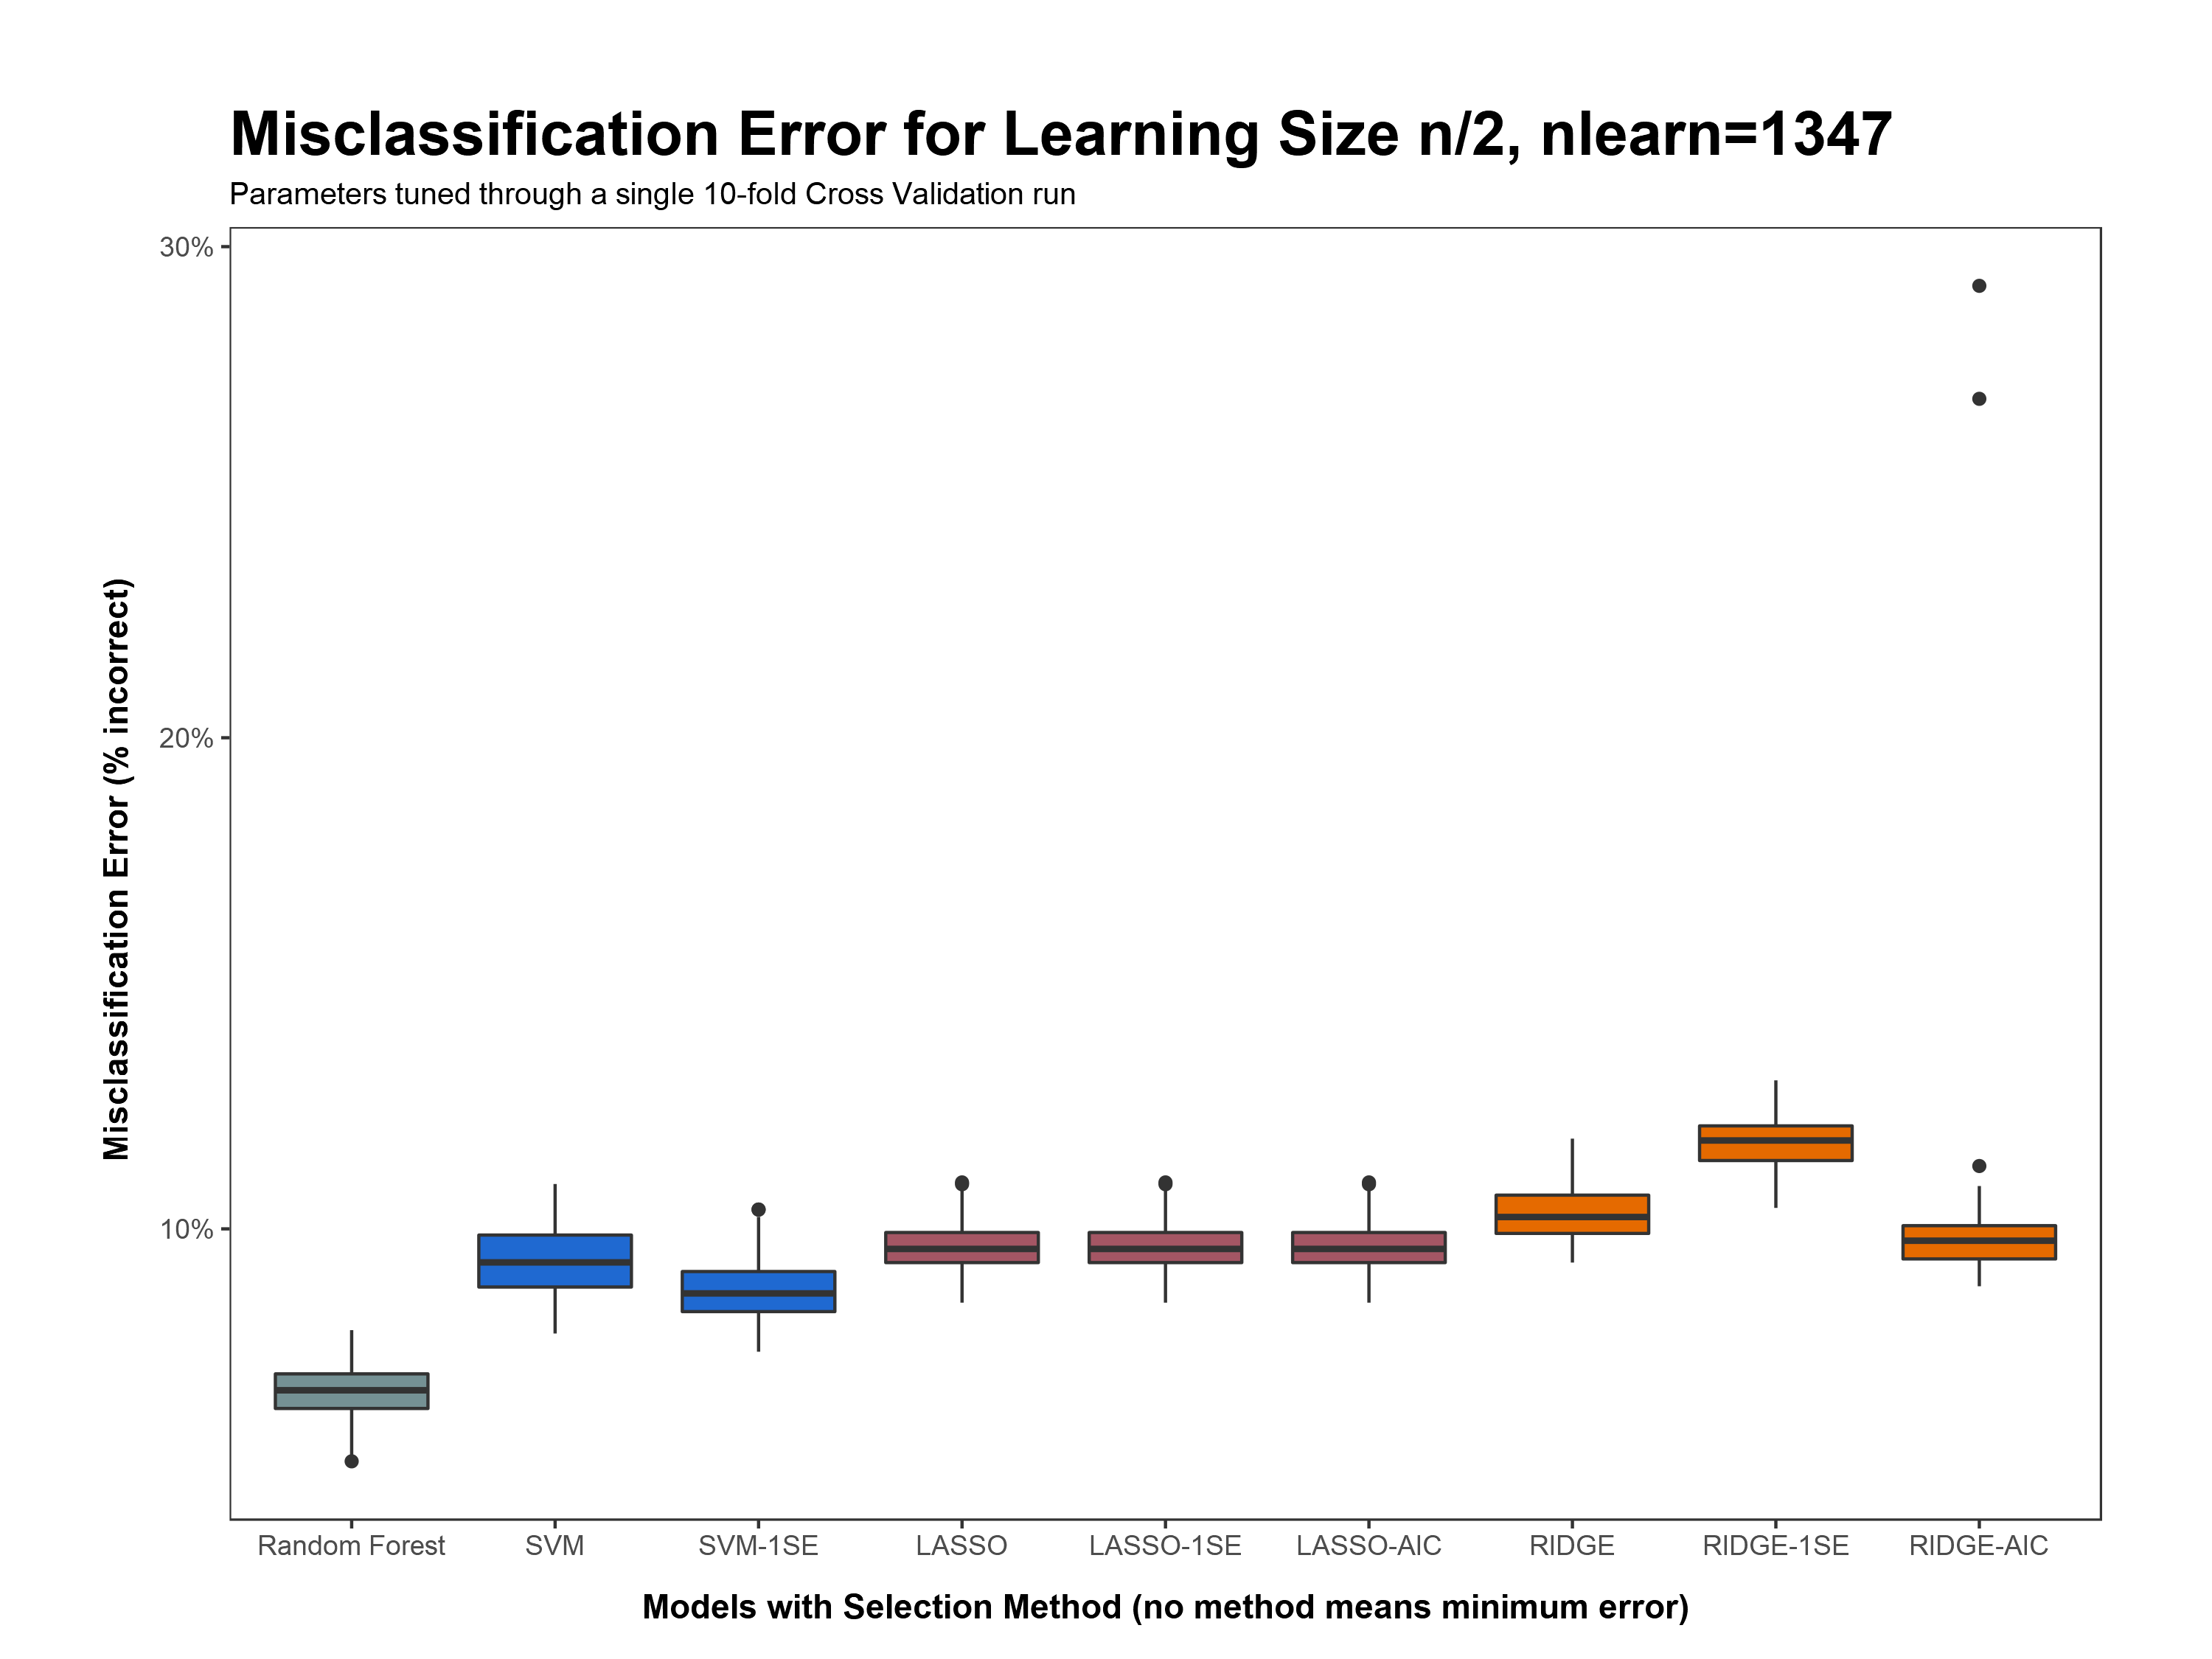 Misclassification Error for Learning Size n/2, nlearn=1347
Parameters tuned through a single 10-fold Cross Validation run
30%
20%
10%
Misclassification Error (% incorrect)
Random Forest SVM SVM-1SE LASSO LASSO-1SE LASSO-AIC RIDGE RIDGE-1SE RIDGE-AIC
Models with Selection Method (no method means minimum error)